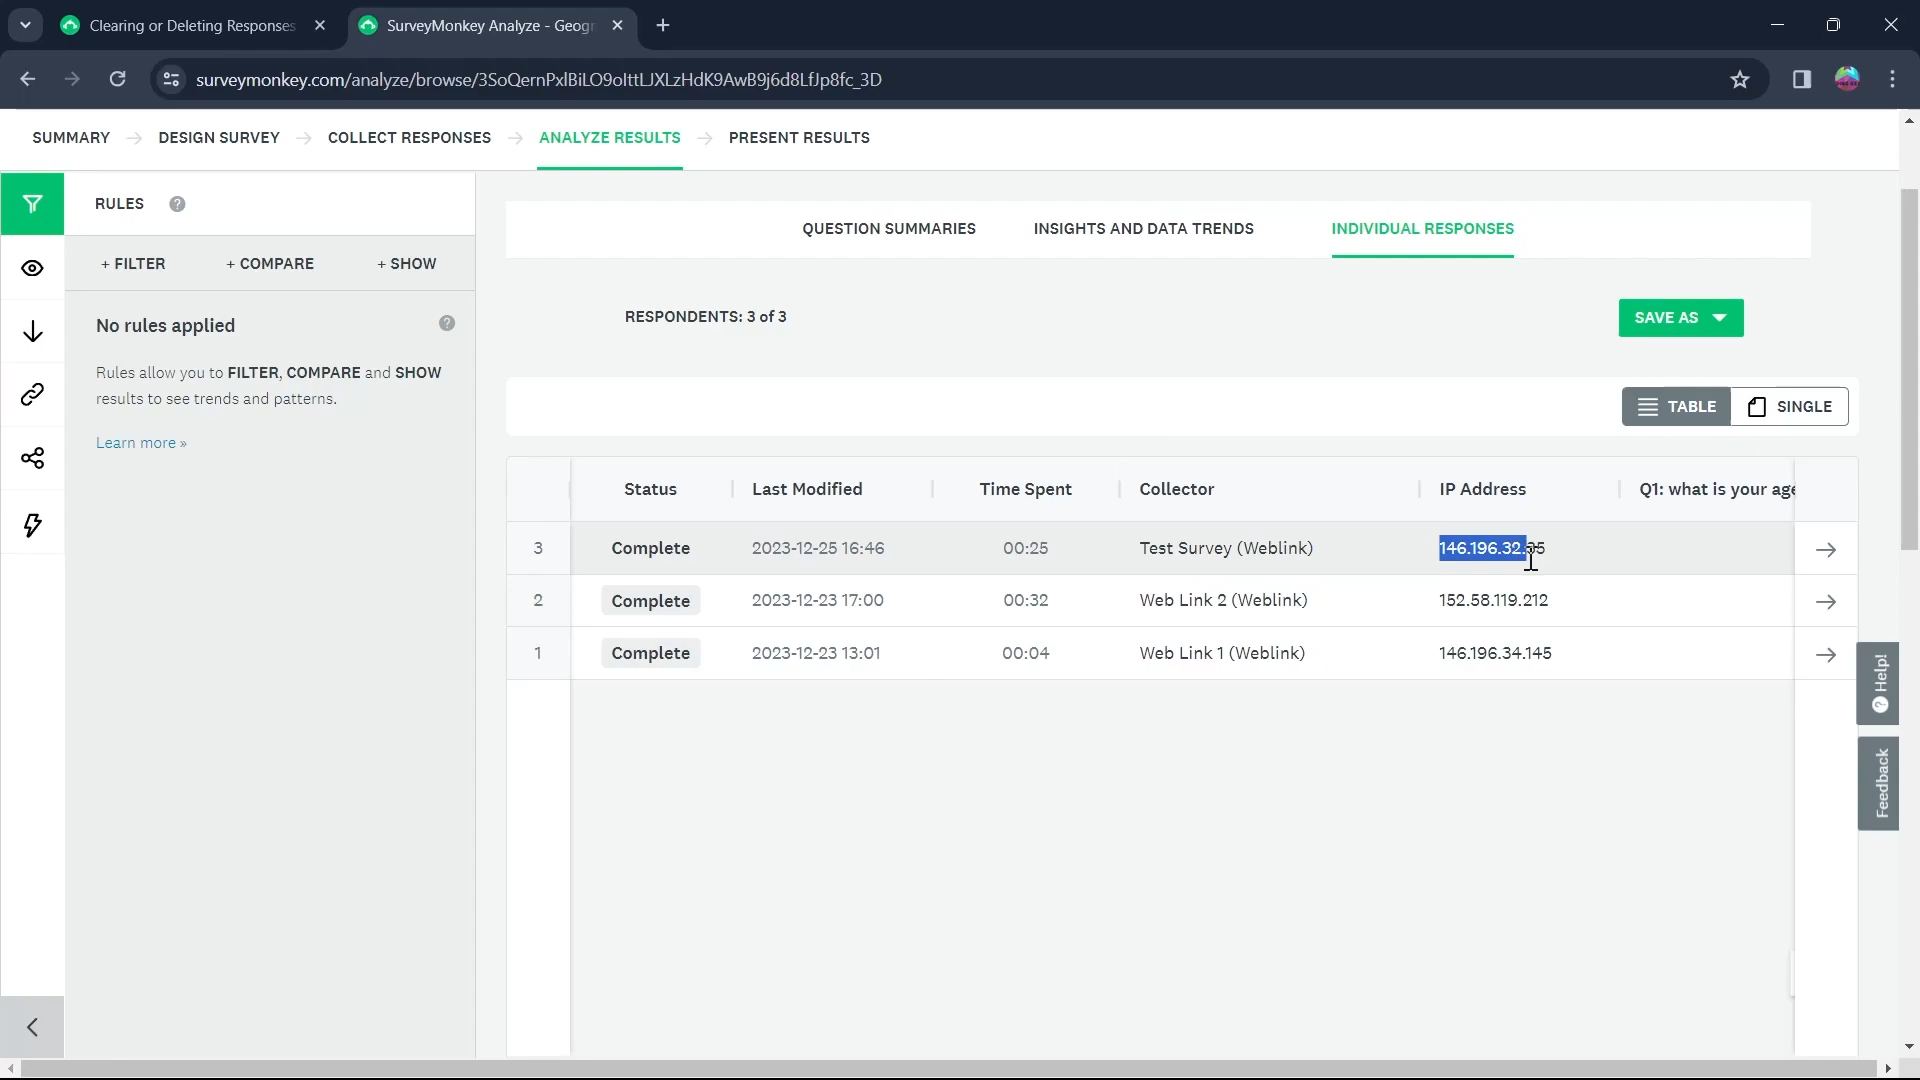 Clearing or Deleting Responses
SurveyMonkey Analyze - Geogr
surveymonkey.com/analyze/browse/3SoQernPxlBiLO9oIttLJXLzHdK9AwB9j6d8LfJp8fc_3D
SUMMARY DESIGN SURVEY COLLECT RESPONSES ANALYZE RESULTS PRESENT RESULTS
RULES ?
+ FILTER + COMPARE + SHOW
No rules applied ?
Rules allow you to FILTER, COMPARE and SHOW
results to see trends and patterns.
Learn more »
QUESTION SUMMARIES INSIGHTS AND DATA TRENDS INDIVIDUAL RESPONSES
RESPONDENTS: 3 of 3
SAVE AS
TABLE SINGLE
Status Last Modified Time Spent Collector IP Address Q1: what is your age
3 Complete 2023-12-25 16:46 00:25 Test Survey (Weblink)
2 Complete 2023-12-23 17:00 00:32 Web Link 2 (Weblink) 152.58.119.212
1 Complete 2023-12-23 13:01 00:04 Web Link 1 (Weblink) 146.196.34.145
? Help!
Feedback